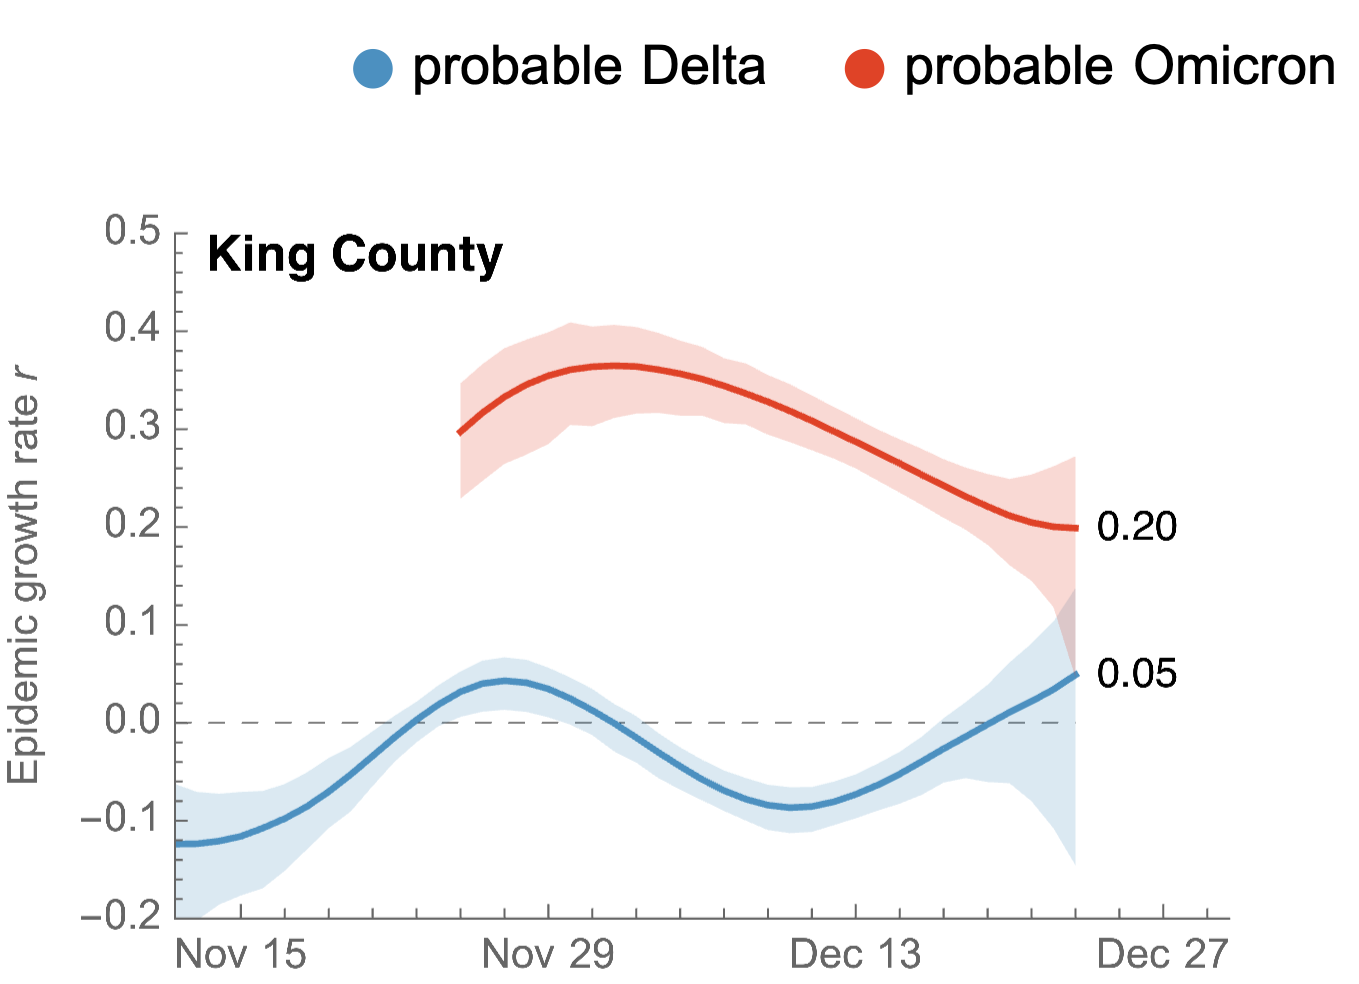 probable Delta probable Omicron
King County
Epidemic growth rate r
0.5
0.4
0.3
0.2
0.1
0.0
−0.1
−0.2
0.20
0.05
Nov 15 Nov 29 Dec 13 Dec 27